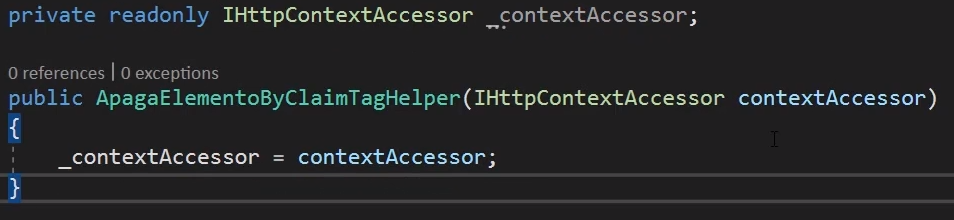 private readonly IHttpContextAccessor _contextAccessor;
0 references | 0 exceptions
public ApagaElementoByClaimTagHelper(IHttpContextAccessor contextAccessor)
{
_contextAccessor = contextAccessor;
}